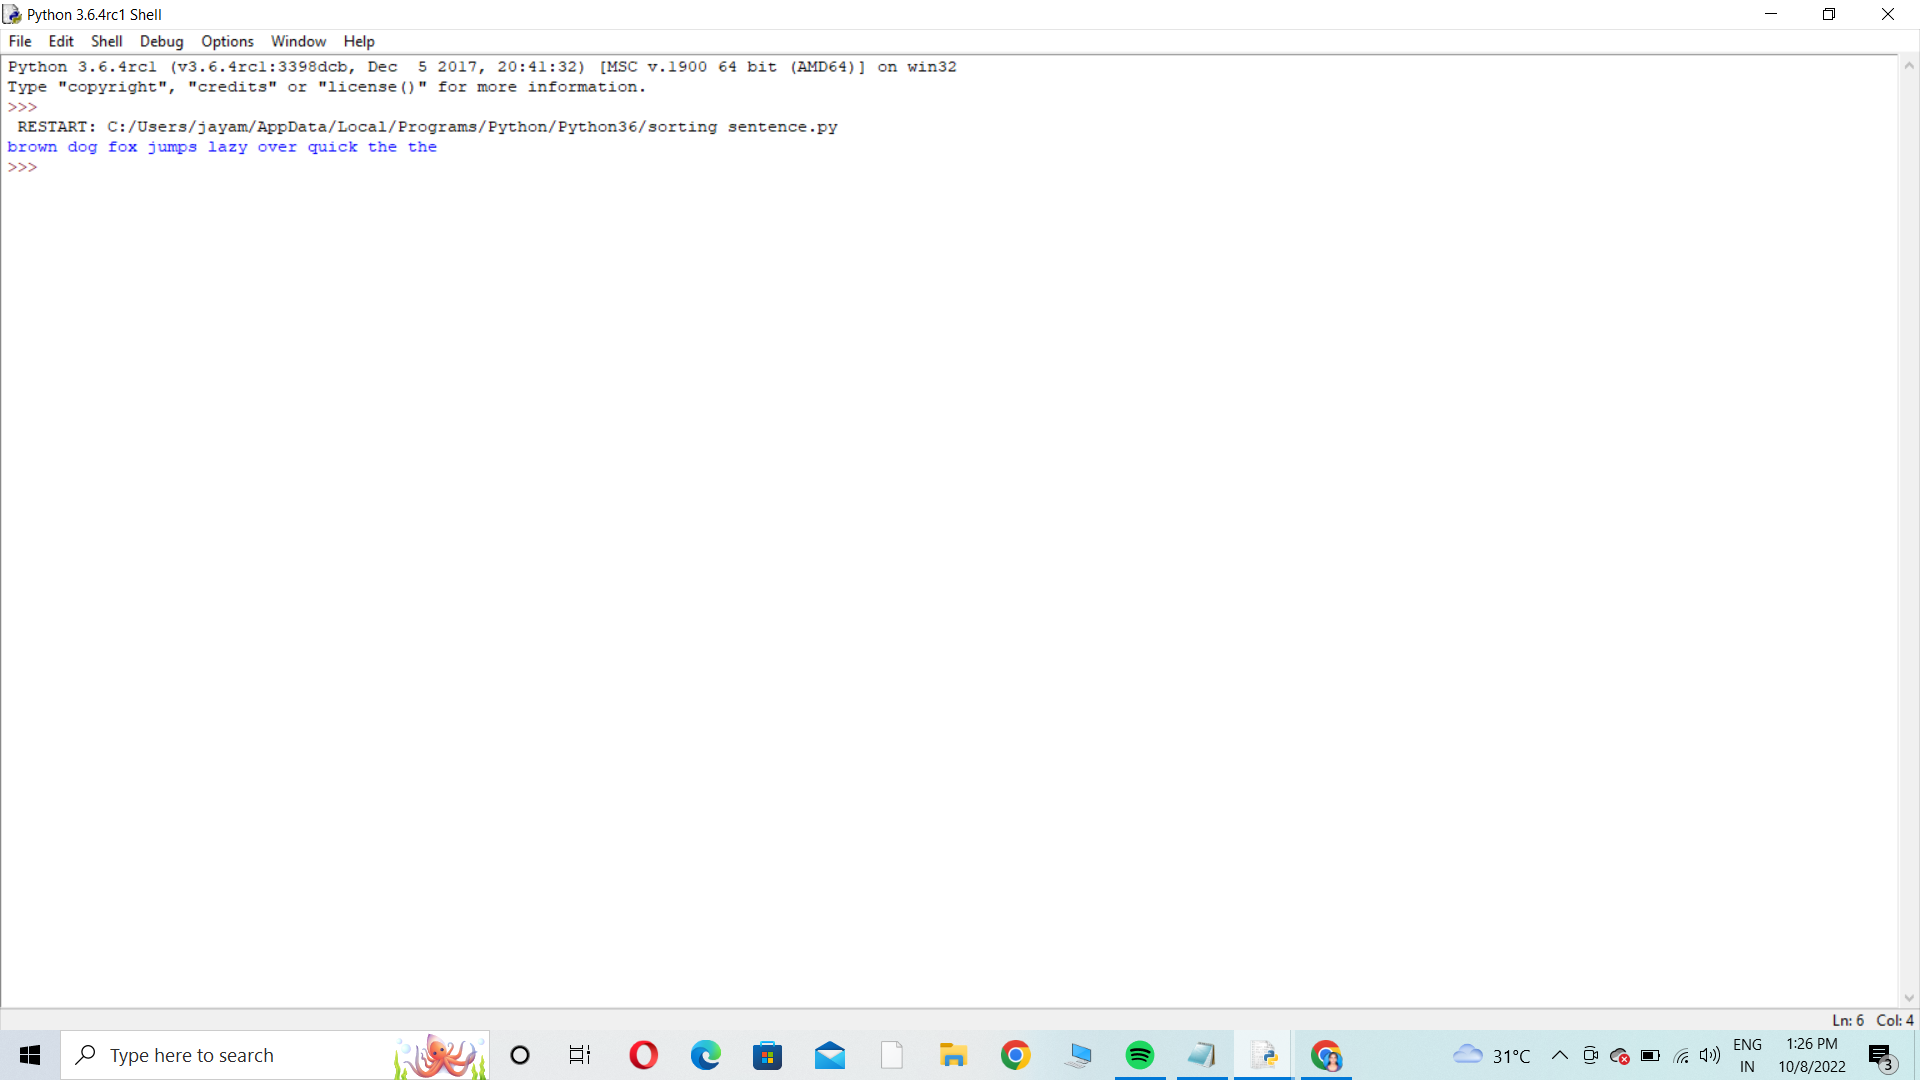 Python 3.6.4rc1 Shell
File Edit Shell Debug Options Window Help
Python 3.6.4rc1 (v3.6.4rc1:3398dcb, Dec  5 2017, 20:41:32) [MSC v.1900 64 bit (AMD64)] on win32
Type "copyright", "credits" or "license()" for more information.
>>>
 RESTART: C:/Users/jayam/AppData/Local/Programs/Python/Python36/sorting sentence.py
brown dog fox jumps lazy over quick the the
>>>
Ln: 6 Col: 4
Type here to search
31°C
ENG
IN
1:26 PM
10/8/2022
3